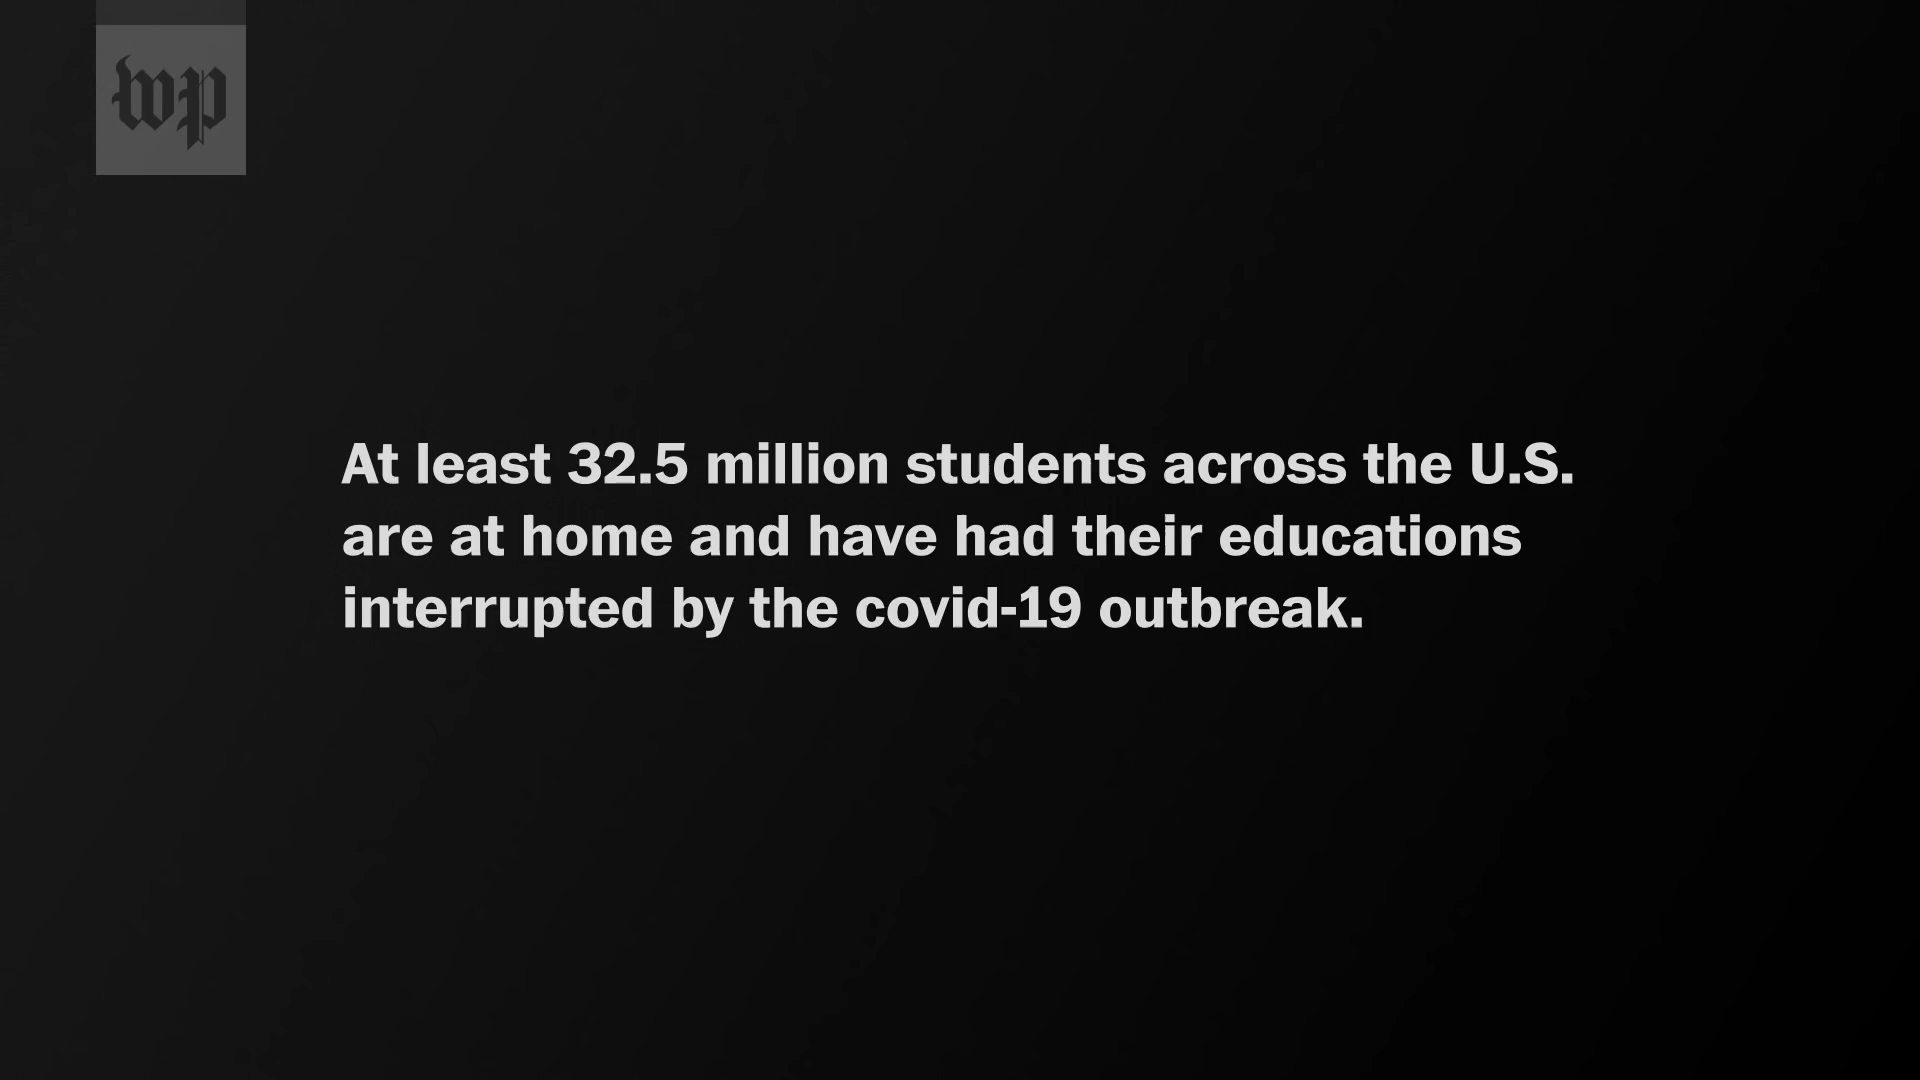 wp
At least 32.5 million students across the U.S.
are at home and have had their educations
interrupted by the covid-19 outbreak.